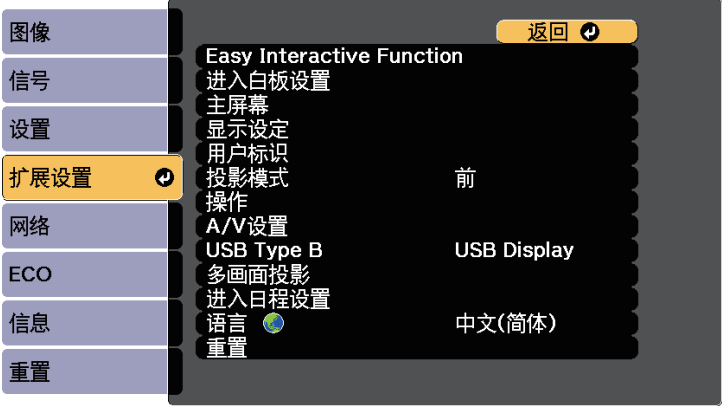 图像
信号
设置
扩展设置
网络
ECO
信息
重置
返回
Easy Interactive Function
进入白板设置
主屏幕
显示设定
用户标识
投影模式 前
操作
A/V设置
USB Type B USB Display
多画面投影
进入日程设置
语言 中文(简体)
重置